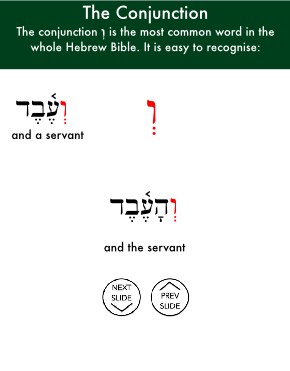 The Conjunction
The conjunction ו is the most common word in the
whole Hebrew Bible. It is easy to recognise:
וְעֶ֫בֶד
וְ
and a servant
וְהָעֶ֫בֶד
and the servant
NEXT
SLIDE
PREV
SLIDE